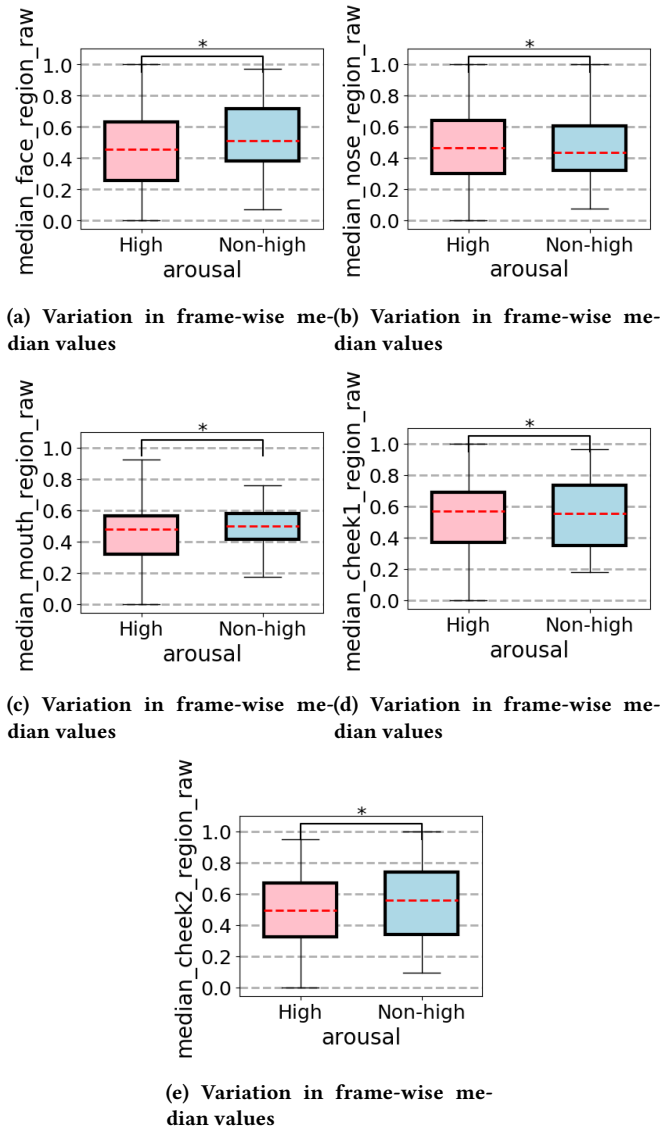 *
median_face_region_raw
1.0
0.8
0.6
0.4
0.2
0.0
High Non-high
arousal
(a) Variation in frame-wise me-
dian values
*
median_nose_region_raw
1.0
0.8
0.6
0.4
0.2
0.0
High Non-high
arousal
(b) Variation in frame-wise me-
dian values
*
median_mouth_region_raw
1.0
0.8
0.6
0.4
0.2
0.0
High Non-high
arousal
(c) Variation in frame-wise me-
dian values
*
median_cheek1_region_raw
1.0
0.8
0.6
0.4
0.2
0.0
High Non-high
arousal
(d) Variation in frame-wise me-
dian values
*
median_cheek2_region_raw
1.0
0.8
0.6
0.4
0.2
0.0
High Non-high
arousal
(e) Variation in frame-wise me-
dian values